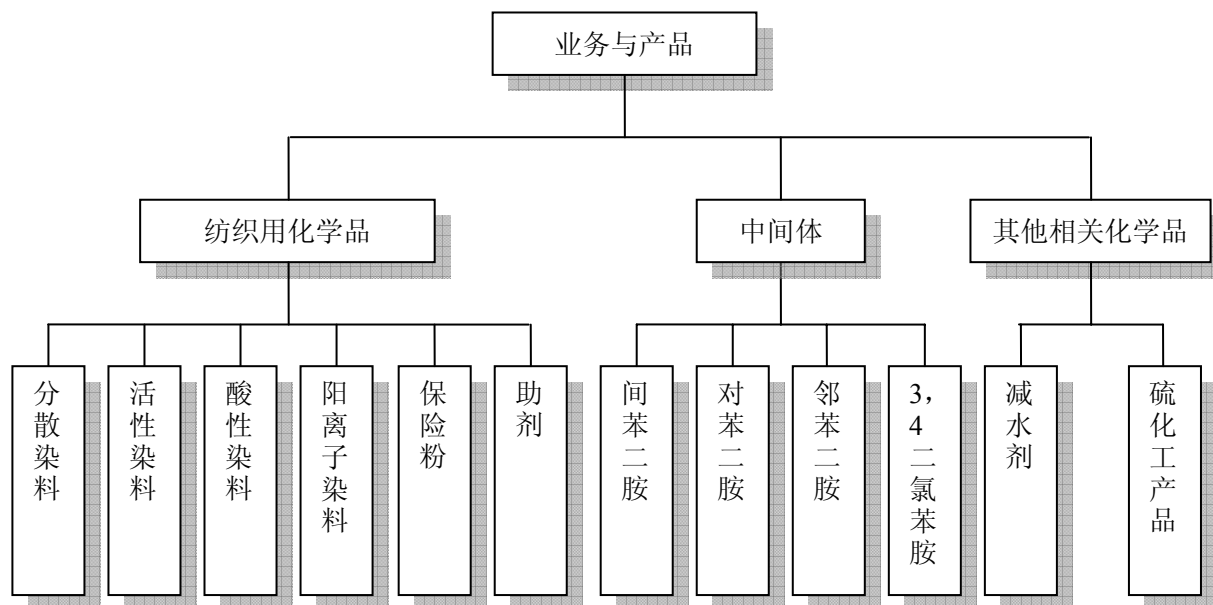 业务与产品
纺织用化学品
中间体
其他相关化学品
分散染料
活性染料
酸性染料
阳离子染料
保险粉
助剂
间苯二胺
对苯二胺
邻苯二胺
3，4二氯苯胺
减水剂
硫化工产品